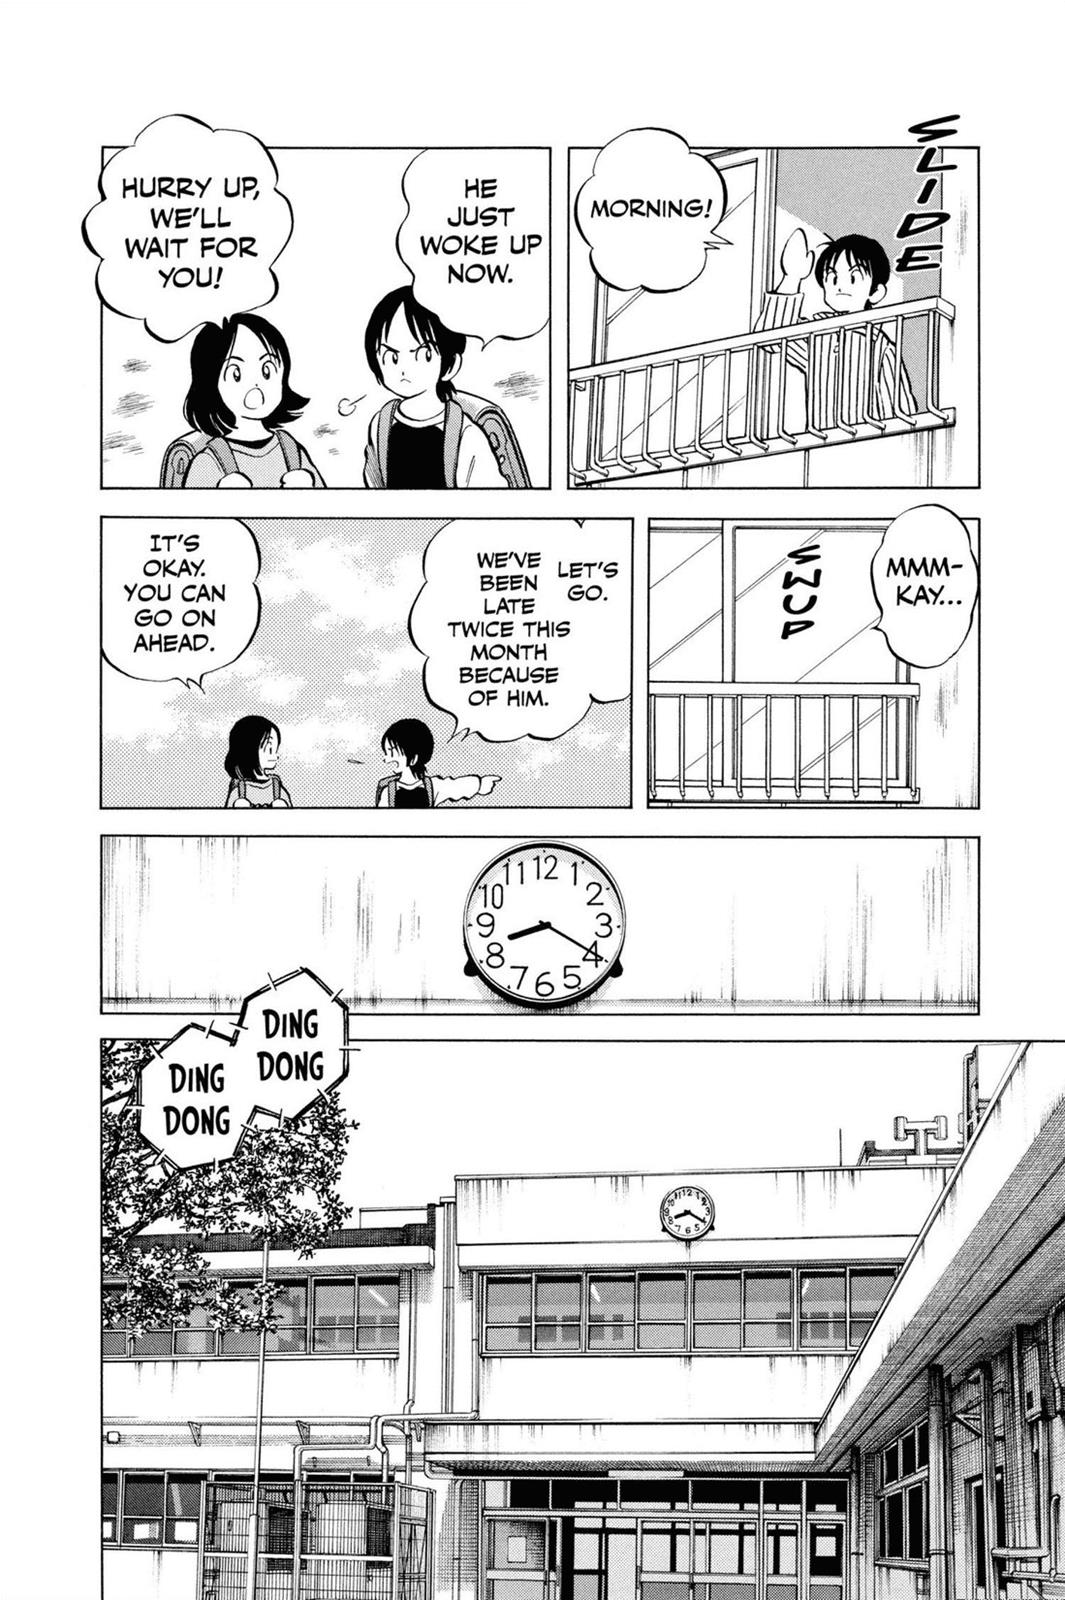 SLIDE
MORNING!
HE
JUST
WOKE UP
NOW.
HURRY UP,
WE'LL
WAIT FOR
YOU!
MMM-
KAY...
SWUP
LET'S
GO.
WE'VE
BEEN
LATE
TWICE THIS
MONTH
BECAUSE
OF HIM.
IT'S
OKAY.
YOU CAN
GO ON
AHEAD.
11 12 1
10 2
9 3
8 4
7 6 5
DING
DONG
DING
DONG